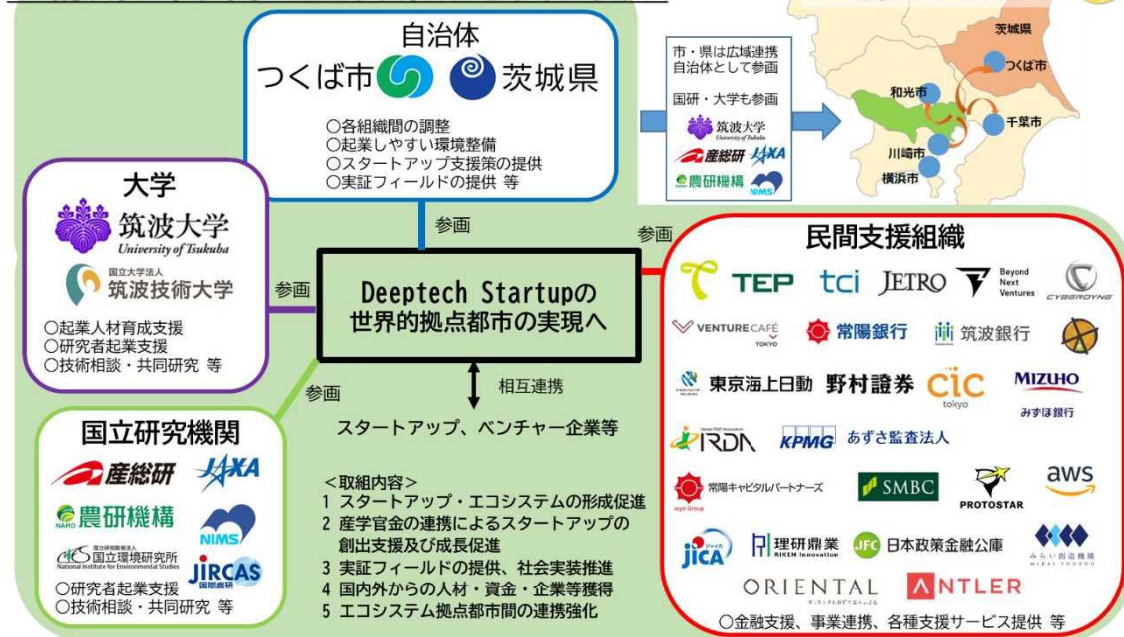 自治体
つくば市
茨城県
○各組織間の調整
○起業しやすい環境整備
○スタートアップ支援策の提供
○実証フィールドの提供 等
市・県は広域連携
自治体として参画
国研・大学も参画
筑波大学
University of Tsukuba
産総研 JAXA
農研機構 NIMS
茨城県
つくば市
和光市
千葉市
川崎市
横浜市
大学
筑波大学
University of Tsukuba
国立大学法人
筑波技術大学
○起業人材育成支援
○研究者起業支援
○技術相談・共同研究 等
参画
参画
参画
参画
Deeptech Startupの
世界的拠点都市の実現へ
相互連携
スタートアップ、ベンチャー企業等
国立研究機関
産総研 JAXA
NARO 農研機構 NIMS
国立研究開発法人
国立環境研究所
National Institute for Environmental Studies
JIRCAS
国際農研
○研究者起業支援
○技術相談・共同研究 等
<取組内容>
1 スタートアップ・エコシステムの形成促進
2 産学官金の連携によるスタートアップの
創出支援及び成長促進
3 実証フィールドの提供、社会実装推進
4 国内外からの人材・資金・企業等獲得
5 エコシステム拠点都市間の連携強化
民間支援組織
TEP tci JETRO Beyond
Next
Ventures
CYBERDYNE
VENTURE CAFÉ
TOKYO
常陽銀行 筑波銀行
東京海上日動 野村證券 cic
tokyo
MIZUHO
みずほ銀行
IRDA KPMG あずさ監査法人
常陽キャピタルパートナーズ
Joyo Group
SMBC PROTOSTAR aws
ジャイカ
jICA 理研鼎業
RIKEN Innovation
JFC 日本政策金融公庫
みらい創造機構
MIRAI SOUZOU
ORIENTAL ANTLER
○金融支援、事業連携、各種支援サービス提供 等